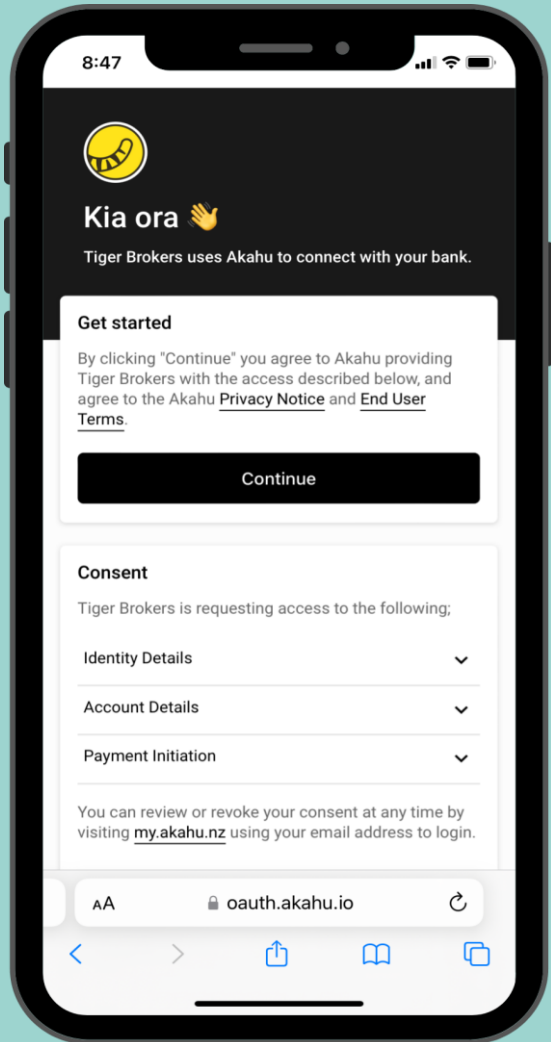 8:47
Kia ora 👋
Tiger Brokers uses Akahu to connect with your bank.
Get started
By clicking "Continue" you agree to Akahu providing
Tiger Brokers with the access described below, and
agree to the Akahu Privacy Notice and End User
Terms.
Continue
Consent
Tiger Brokers is requesting access to the following;
Identity Details
Account Details
Payment Initiation
You can review or revoke your consent at any time by
visiting my.akahu.nz using your email address to login.
AA
oauth.akahu.io